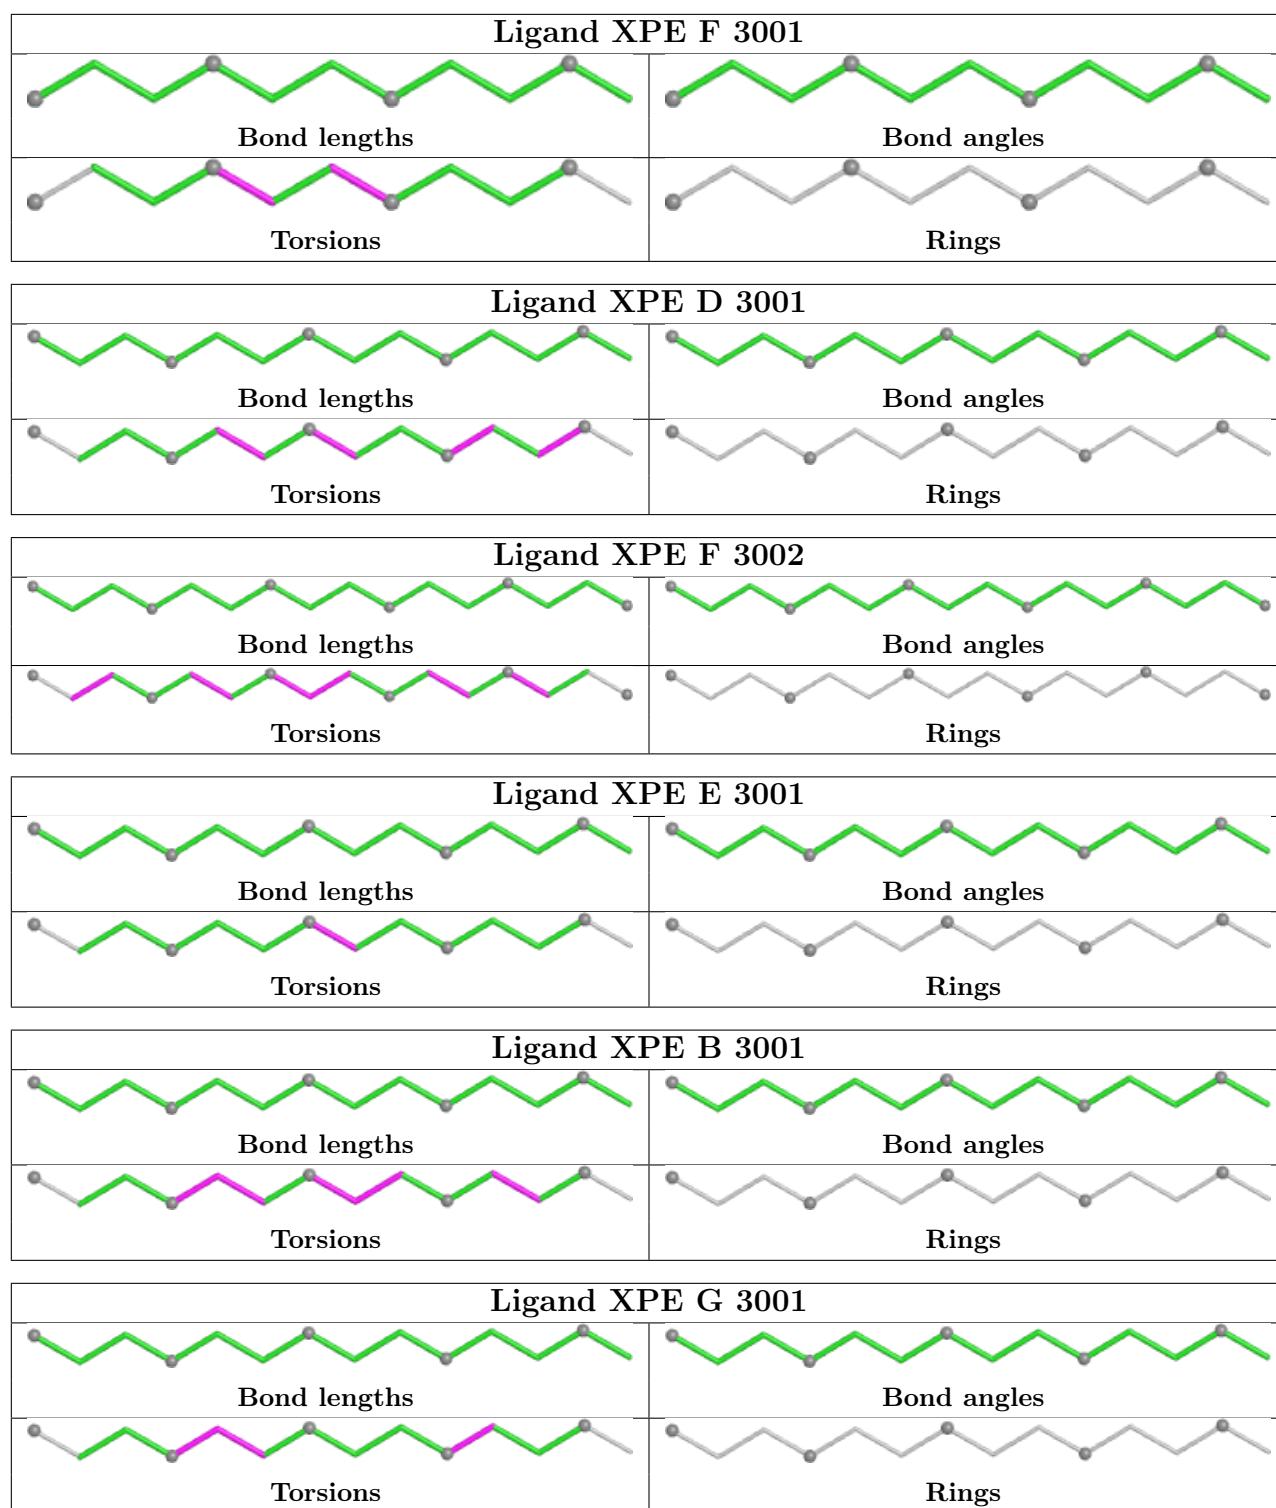 Ligand XPE F 3001
Bond lengths
Bond angles
Torsions
Rings
Ligand XPE D 3001
Bond lengths
Bond angles
Torsions
Rings
Ligand XPE F 3002
Bond lengths
Bond angles
Torsions
Rings
Ligand XPE E 3001
Bond lengths
Bond angles
Torsions
Rings
Ligand XPE B 3001
Bond lengths
Bond angles
Torsions
Rings
Ligand XPE G 3001
Bond lengths
Bond angles
Torsions
Rings